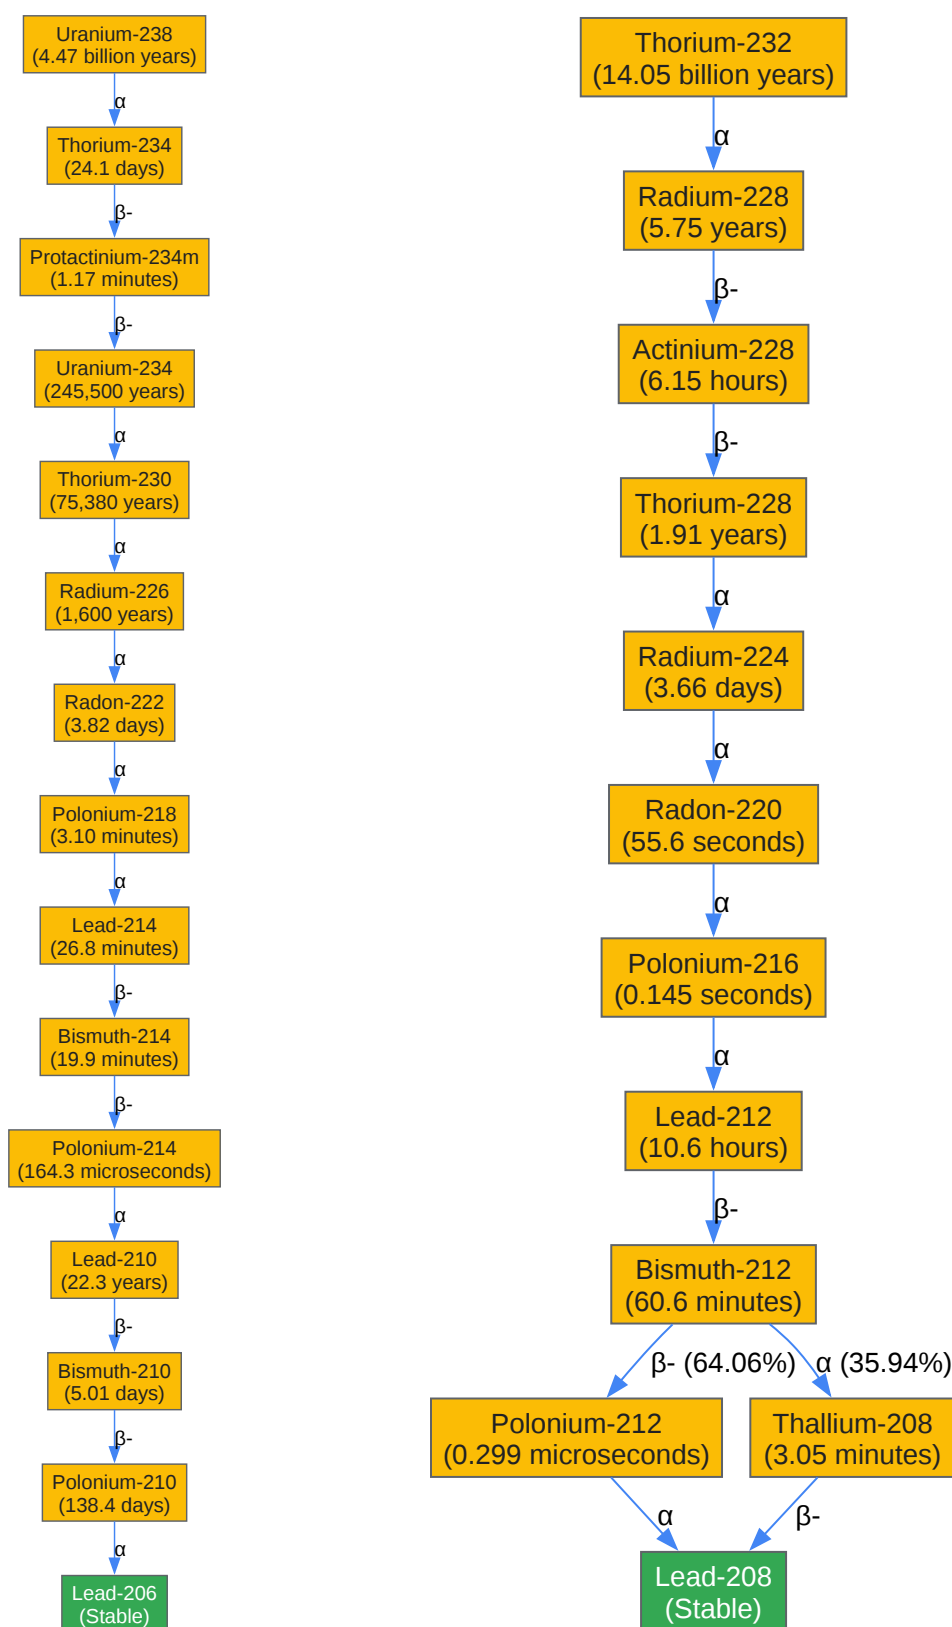 Uranium-238
(4.47 billion years)
α
Thorium-234
(24.1 days)
β-
Protactinium-234m
(1.17 minutes)
β-
Uranium-234
(245,500 years)
α
Thorium-230
(75,380 years)
α
Radium-226
(1,600 years)
α
Radon-222
(3.82 days)
α
Polonium-218
(3.10 minutes)
α
Lead-214
(26.8 minutes)
β-
Bismuth-214
(19.9 minutes)
β-
Polonium-214
(164.3 microseconds)
α
Lead-210
(22.3 years)
β-
Bismuth-210
(5.01 days)
β-
Polonium-210
(138.4 days)
α
Lead-206
(Stable)
Thorium-232
(14.05 billion years)
α
Radium-228
(5.75 years)
β-
Actinium-228
(6.15 hours)
β-
Thorium-228
(1.91 years)
α
Radium-224
(3.66 days)
α
Radon-220
(55.6 seconds)
α
Polonium-216
(0.145 seconds)
α
Lead-212
(10.6 hours)
β-
Bismuth-212
(60.6 minutes)
β- (64.06%)
α (35.94%)
Polonium-212
(0.299 microseconds)
Thallium-208
(3.05 minutes)
α
β-
Lead-208
(Stable)